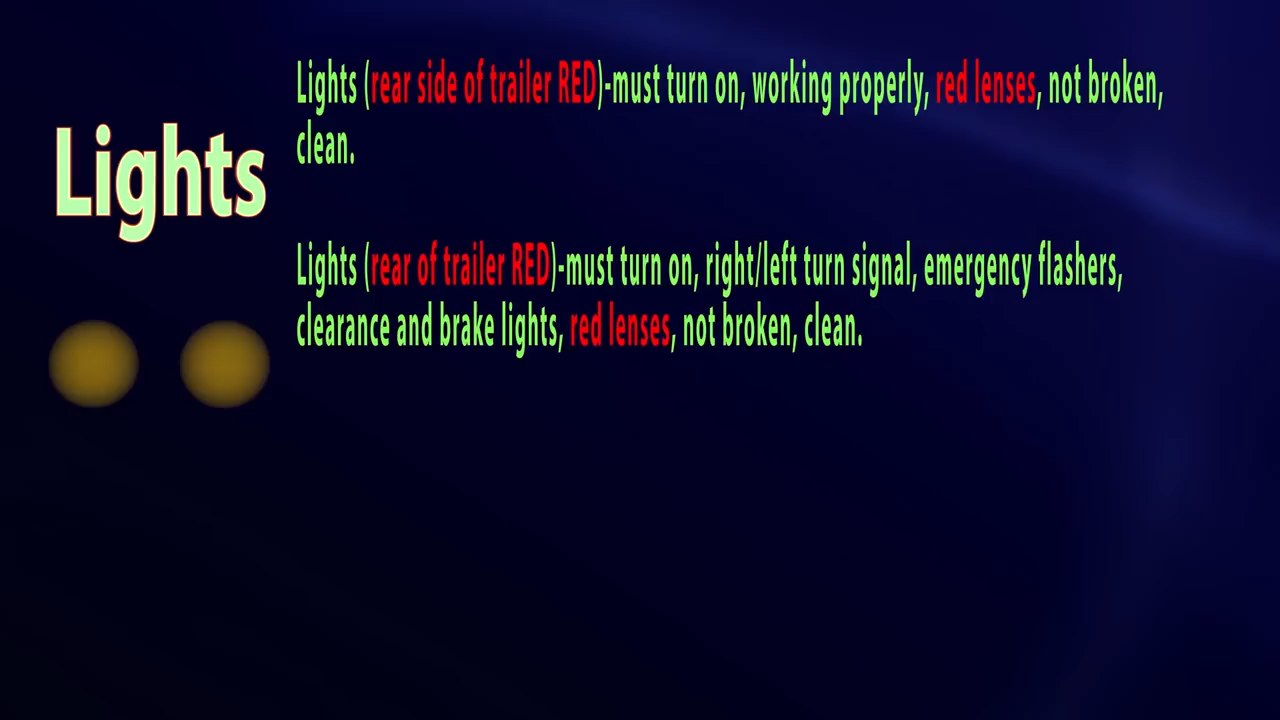 Lights
Lights (rear side of trailer RED)-must turn on, working properly, red lenses, not broken,
clean.
Lights (rear of trailer RED)-must turn on, right/left turn signal, emergency flashers,
clearance and brake lights, red lenses, not broken, clean.